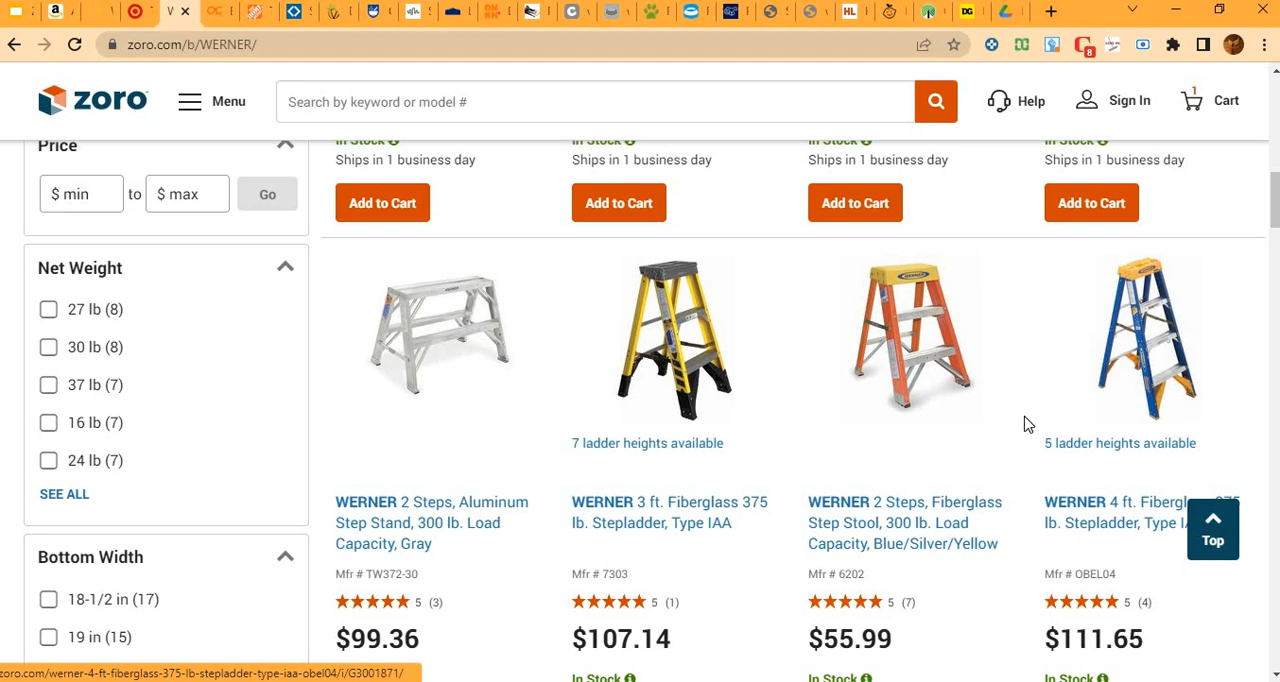 zoro.com/b/WERNER/
8
zoro
Menu
Search by keyword or model #
Help
Sign In
1
Cart
Price
$ min
to
$ max
Go
In Stock
In Stock
In Stock
In Stock
Ships in 1 business day
Ships in 1 business day
Ships in 1 business day
Ships in 1 business day
Add to Cart
Add to Cart
Add to Cart
Add to Cart
Net Weight
27 lb (8)
30 lb (8)
37 lb (7)
16 lb (7)
24 lb (7)
SEE ALL
Bottom Width
18-1/2 in (17)
19 in (15)
WERNER 2 Steps, Aluminum
Step Stand, 300 lb. Load
Capacity, Gray
Mfr # TW372-30
5 (3)
$99.36
7 ladder heights available
WERNER 3 ft. Fiberglass 375
lb. Stepladder, Type IAA
Mfr # 7303
5 (1)
$107.14
In Stock
WERNER 2 Steps, Fiberglass
Step Stool, 300 lb. Load
Capacity, Blue/Silver/Yellow
Mfr # 6202
5 (7)
$55.99
In Stock
5 ladder heights available
WERNER 4 ft. Fibergl 375
lb. Stepladder, Type IA
Mfr # OBEL04
5 (4)
$111.65
In Stock
Top
zoro.com/werner-4-ft-fiberglass-375-lb-stepladder-type-iaa-obel04/i/G3001871/